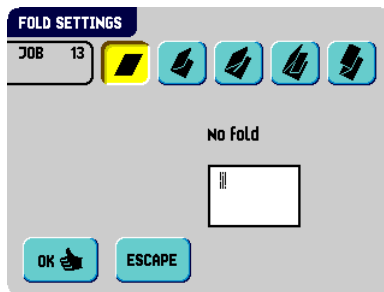 FOLD SETTINGS
JOB 13
No fold
OK
ESCAPE